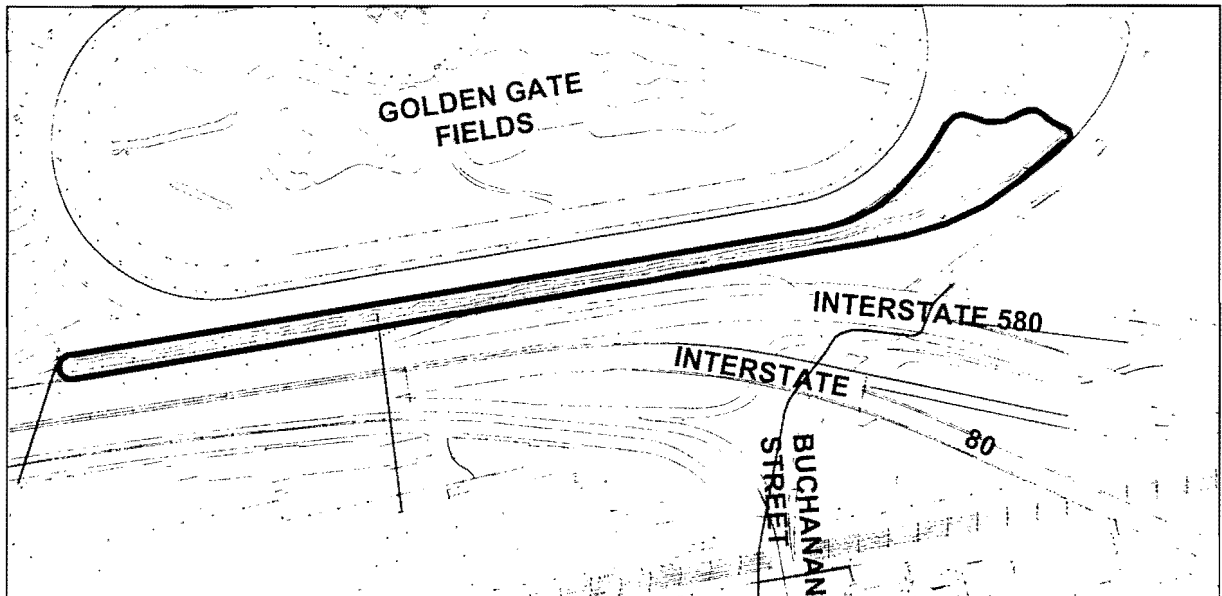 GOLDEN GATE
FIELDS
INTERSTATE 580
INTERSTATE
80
BUCHANAN
STREET